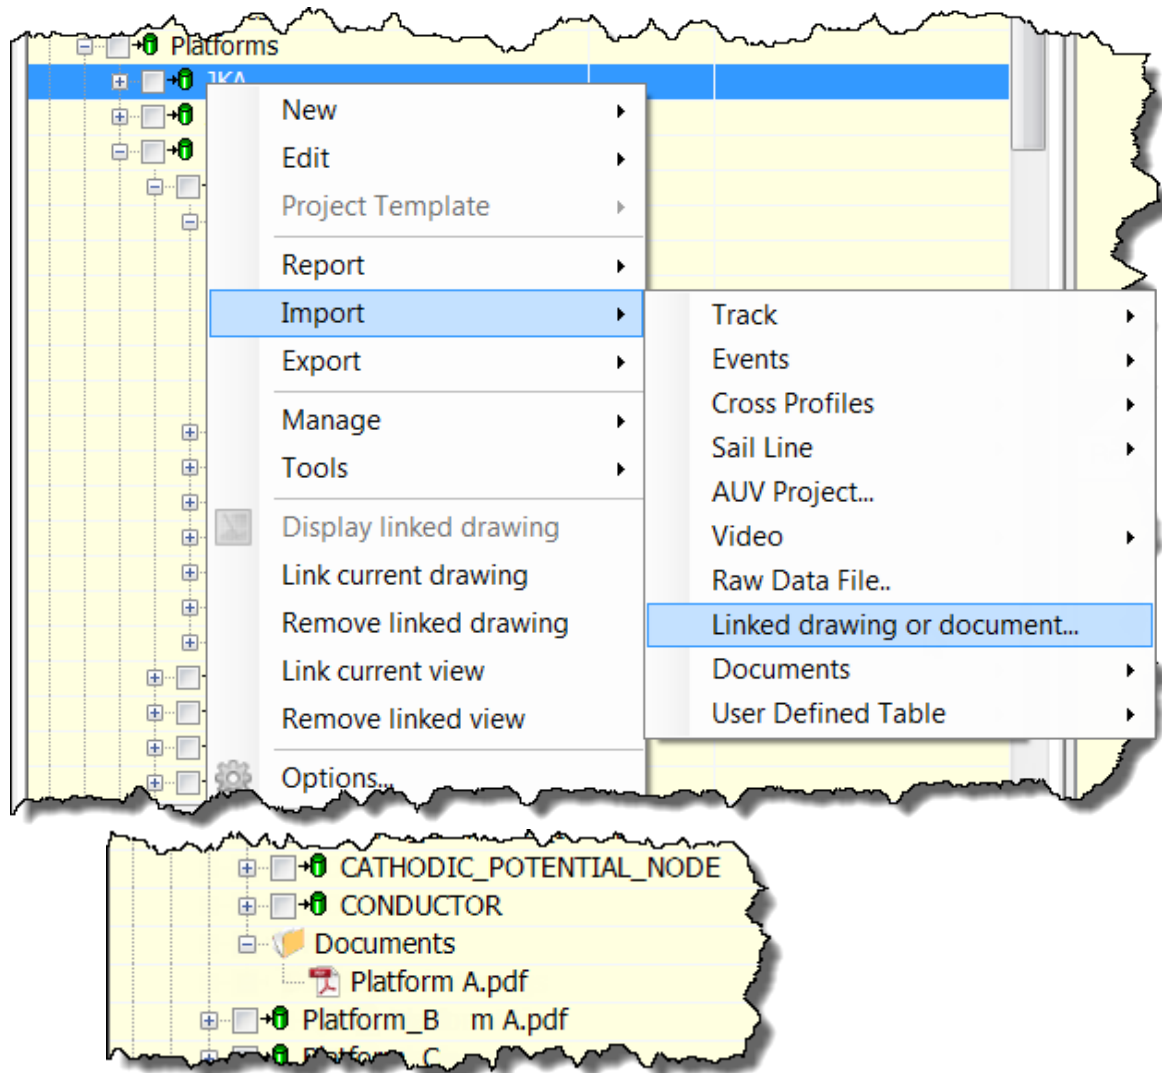 Platforms
JKA
New
Edit
Project Template
Report
Import
Export
Manage
Tools
Display linked drawing
Link current drawing
Remove linked drawing
Link current view
Remove linked view
Options...
Track
Events
Cross Profiles
Sail Line
AUV Project...
Video
Raw Data File..
Linked drawing or document...
Documents
User Defined Table
CATHODIC_POTENTIAL_NODE
CONDUCTOR
Documents
Platform A.pdf
Platform_B m A.pdf
Platform_C